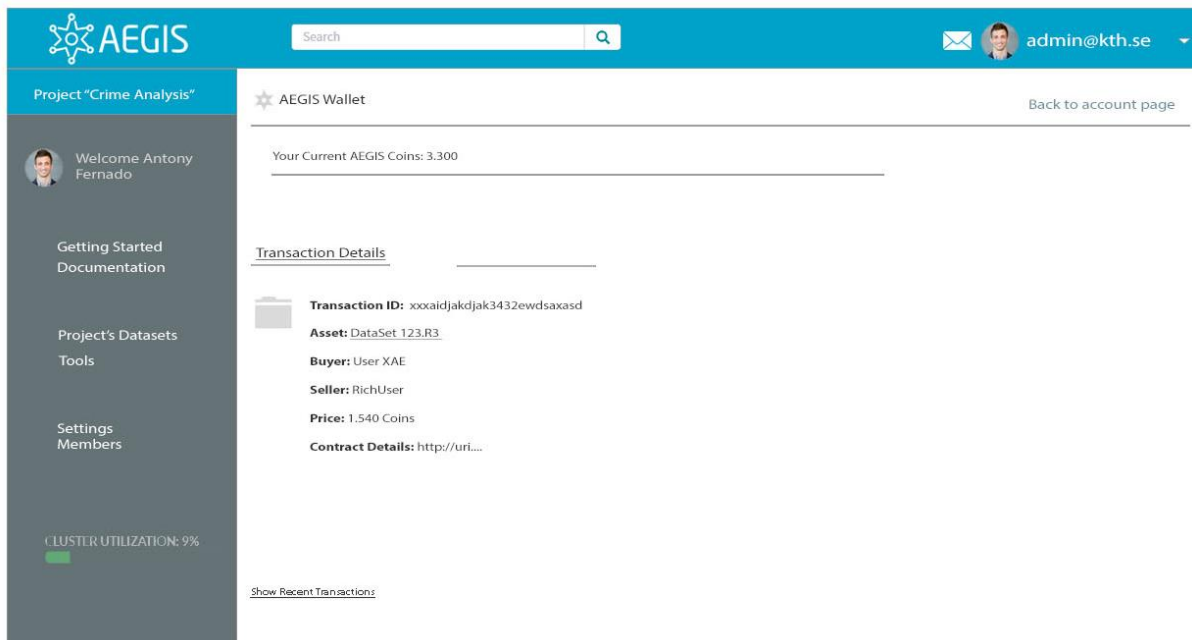 AEGIS
Search
admin@kth.se
Project “Crime Analysis”
AEGIS Wallet
Back to account page
Welcome Antony
Fernado
Your Current AEGIS Coins: 3.300
Getting Started
Documentation
Transaction Details
Transaction ID: xxxaidjakdjak3432ewdsaxasd
Asset: DataSet 123.R3
Buyer: User XAE
Seller: RichUser
Price: 1.540 Coins
Contract Details: http://uri....
Project's Datasets
Tools
Settings
Members
CLUSTER UTILIZATION: 9%
Show Recent Transactions